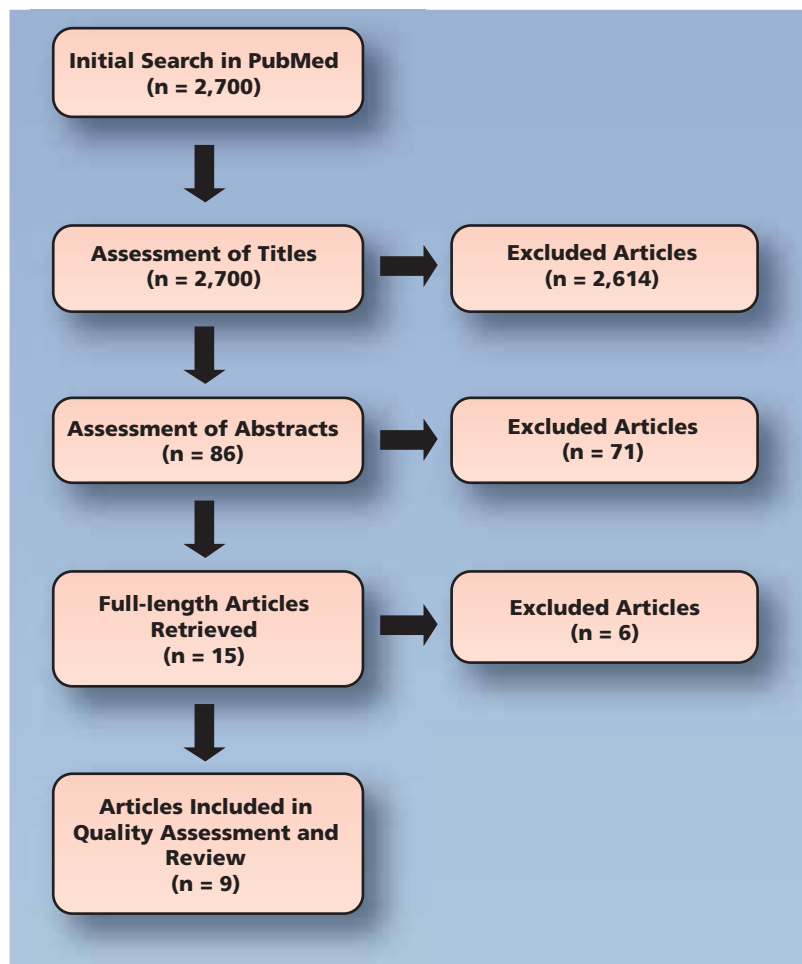 Initial Search in PubMed
(n = 2,700)
Assessment of Titles
(n = 2,700)
Excluded Articles
(n = 2,614)
Assessment of Abstracts
(n = 86)
Excluded Articles
(n = 71)
Full-length Articles
Retrieved
(n = 15)
Excluded Articles
(n = 6)
Articles Included in
Quality Assessment and
Review
(n = 9)